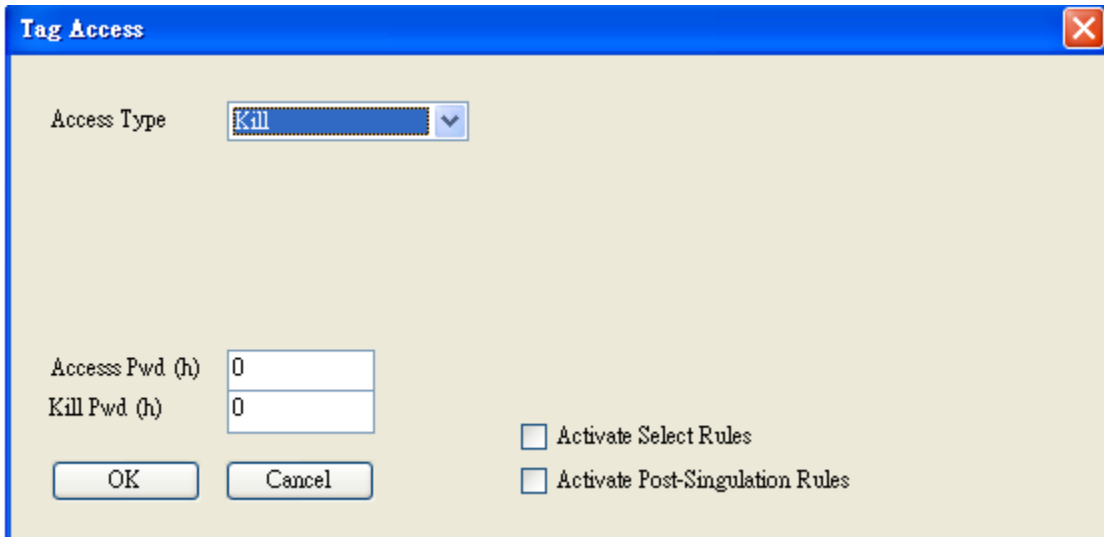 Tag Access
Access Type Kill
Accesss Pwd (h) 0
Kill Pwd (h) 0
Activate Select Rules
OK Cancel Activate Post-Singulation Rules